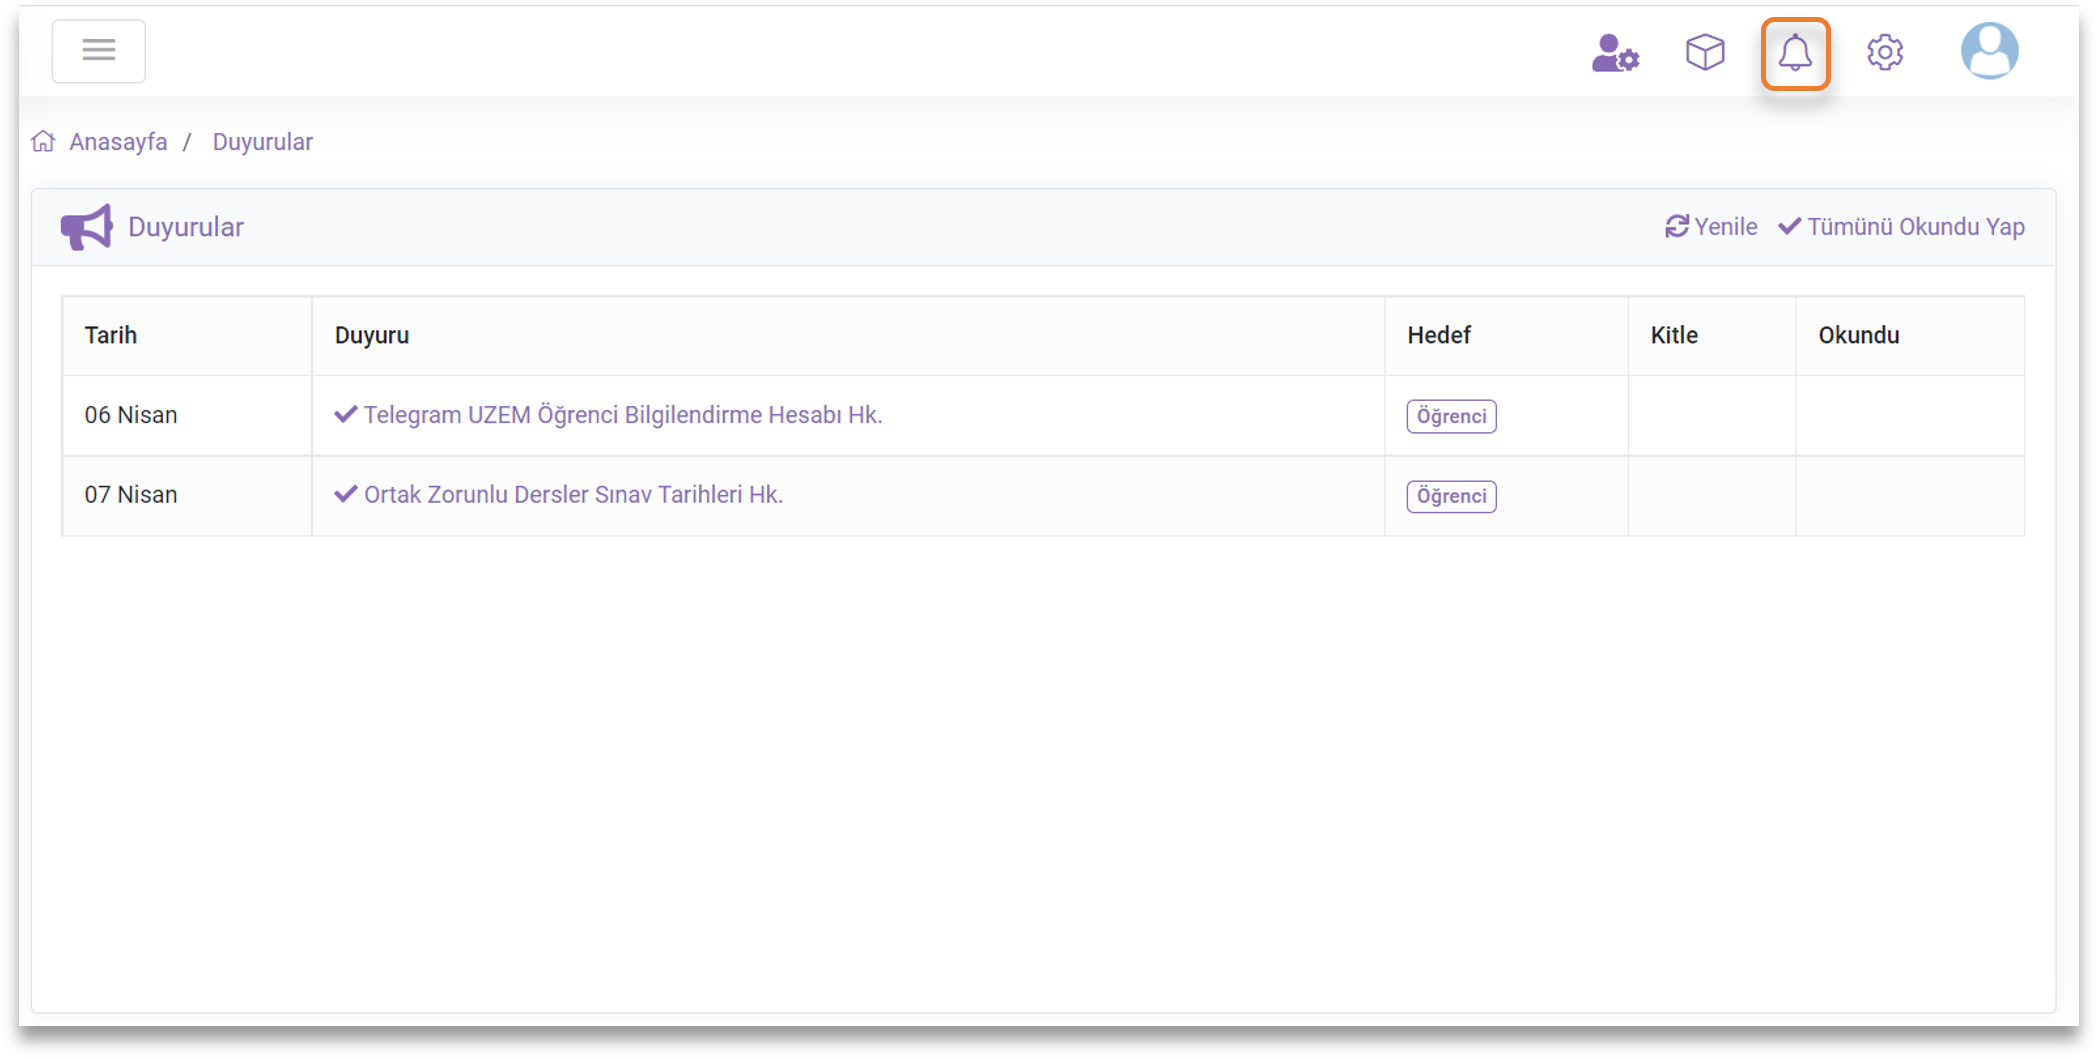 Anasayfa / Duyurular
Duyurular
Yenile Tümünü Okundu Yap
Tarih Duyuru Hedef Kitle Okundu
06 Nisan Telegram UZEM Öğrenci Bilgilendirme Hesabı Hk. Öğrenci
07 Nisan Ortak Zorunlu Dersler Sınav Tarihleri Hk. Öğrenci